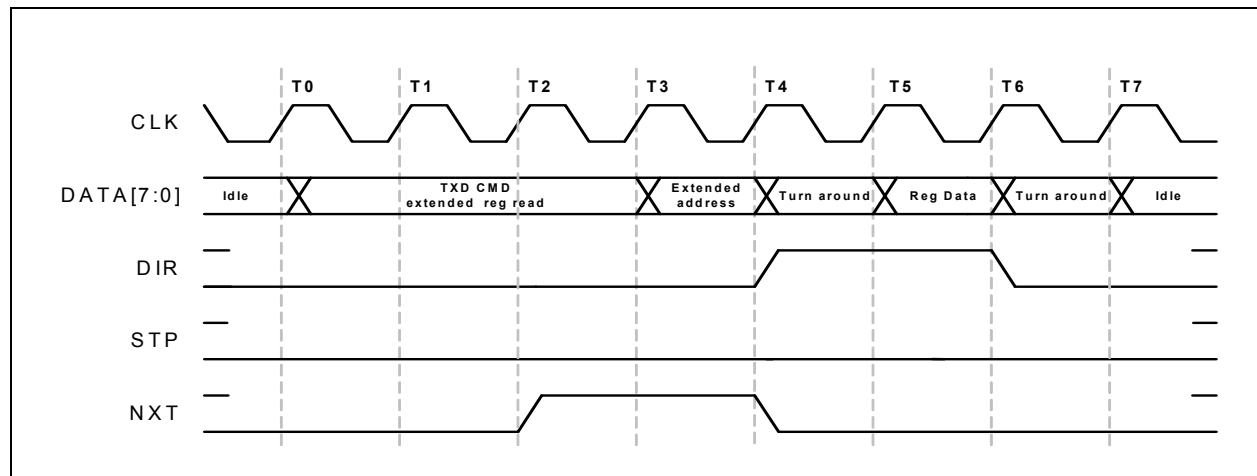 T0 T1 T2 T3 T4 T5 T6 T7
CLK
DATA[7:0]
Idle
TXD CMD
extended reg read
Extended
address
Turn around
Reg Data
Turn around
Idle
DIR
STP
NXT